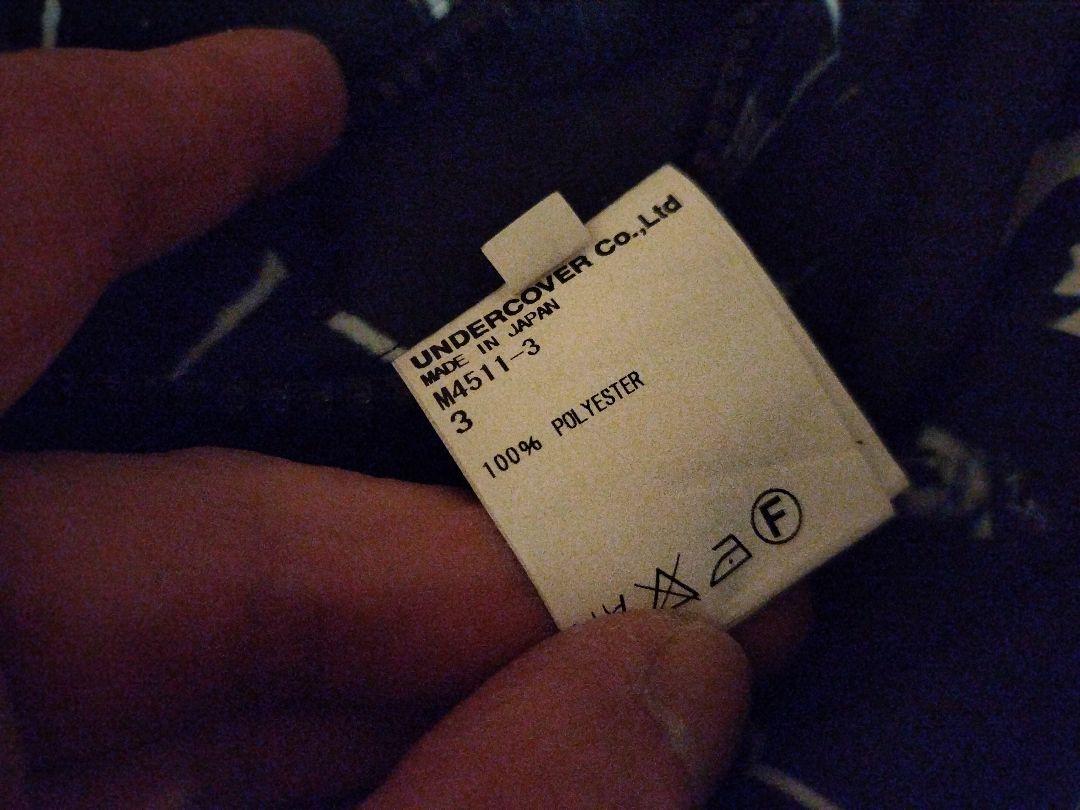 UNDERCOVER Co.,Ltd
MADE IN JAPAN
M4511-3
3
100% POLYESTER
F